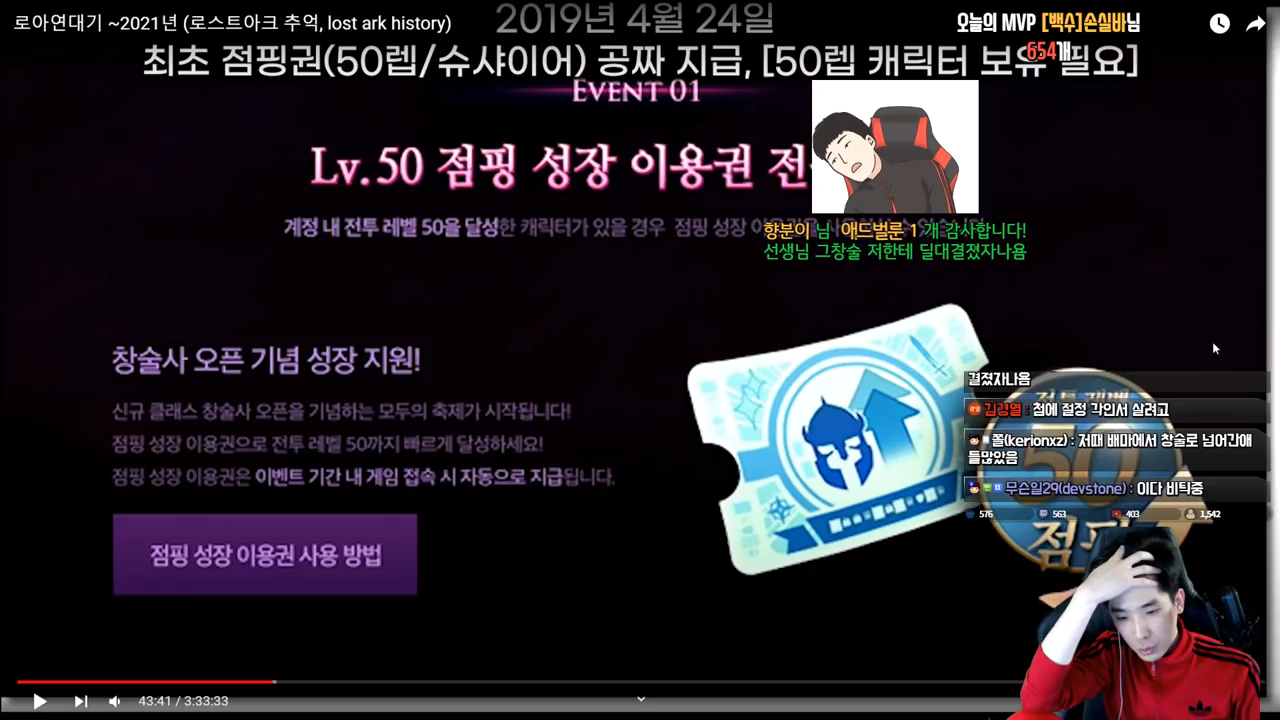 로아연대기 ~2021년 (로스트아크 추억, lost ark history)
2019년 4월 24일
오늘의 MVP [백수]손실바님
654개
최초 점핑권(50렙/슈샤이어) 공짜 지급, [50렙 캐릭터 보유 필요]
EVENT 01
Lv.50 점핑 성장 이용권 전
계정 내 전투 레벨 50을 달성한 캐릭터가 있을 경우 점핑 성장
향분이 님 애드벌룬 1 개 감사합니다!
선생님 그창술 저한테 딜대결졌자나욤
창술사 오픈 기념 성장 지원!
신규 클래스 창술사 오픈을 기념하는 모두의 축제가 시작됩니다!
점핑 성장 이용권으로 전투 레벨 50까지 빠르게 달성하세요!
점핑 성장 이용권은 이벤트 기간 내 게임 접속 시 자동으로 지급됩니다.
점핑 성장 이용권 사용 방법
전투 레벨
50
점핑
결졌자나욤
김경열 : 첨에 절정 각인서 살려고
쫄(kerionxz) : 저때 배마에서 창술로 넘어간애
들많았음
무슨일29(devstone) : 이다 비틱중
576 563 403 1,542
43:41 / 3:33:33